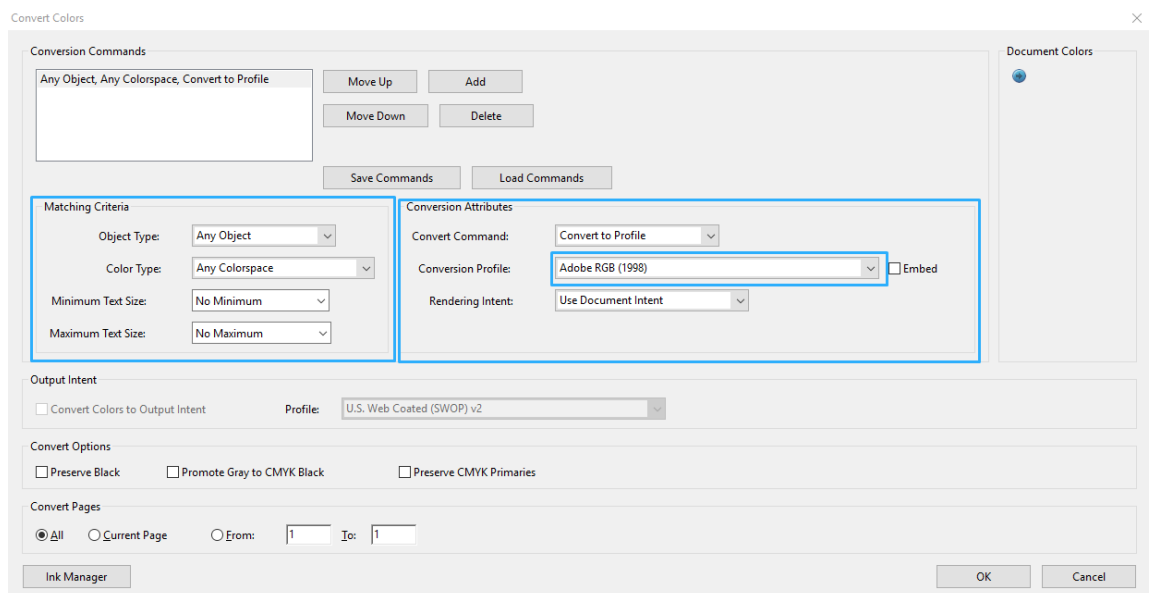 Convert Colors
Conversion Commands
Document Colors
Any Object, Any Colorspace, Convert to Profile
Move Up
Add
Move Down
Delete
Save Commands
Load Commands
Matching Criteria
Object Type: Any Object
Color Type: Any Colorspace
Minimum Text Size: No Minimum
Maximum Text Size: No Maximum
Conversion Attributes
Convert Command: Convert to Profile
Conversion Profile: Adobe RGB (1998) Embed
Rendering Intent: Use Document Intent
Output Intent
Convert Colors to Output Intent Profile: U.S. Web Coated (SWOP) v2
Convert Options
Preserve Black Promote Gray to CMYK Black Preserve CMYK Primaries
Convert Pages
All Current Page From: 1 To: 1
Ink Manager OK Cancel